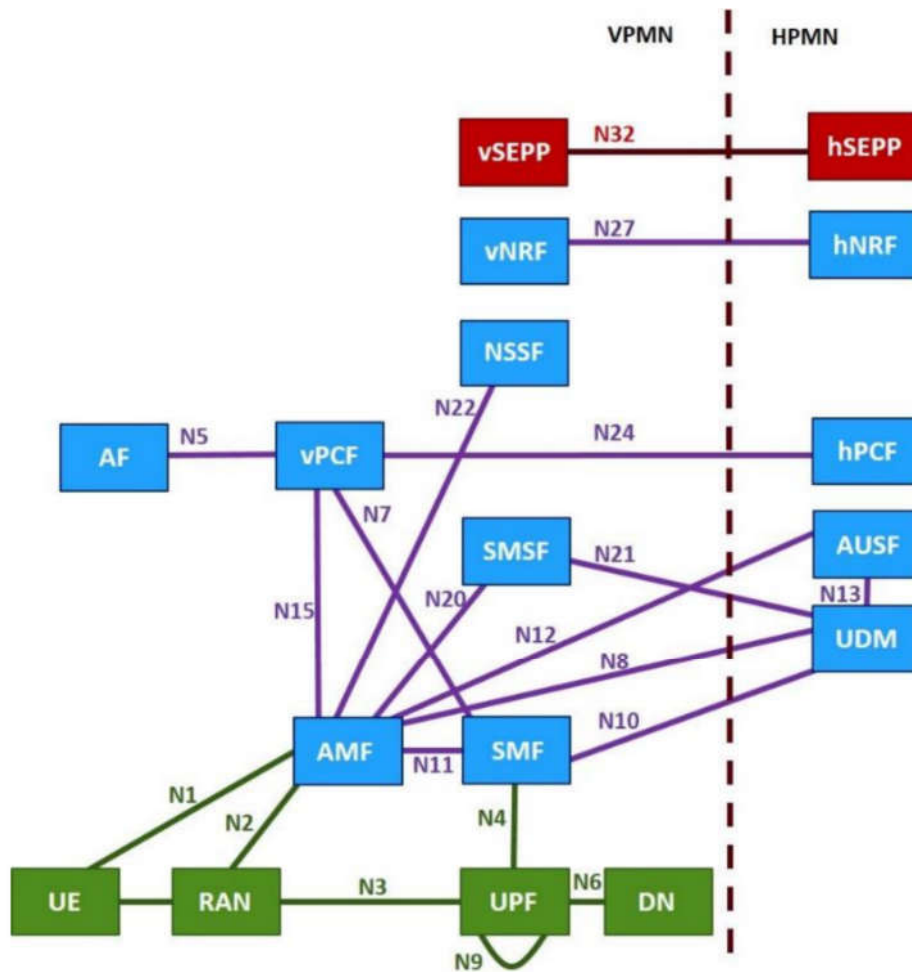 VPMN
HPMN
vSEPP
N32
hSEPP
vNRF
N27
hNRF
NSSF
N22
AF
N5
vPCF
N24
hPCF
N7
SMSF
N21
AUSF
N15
N20
N12
N13
N8
UDM
AMF
N11
SMF
N10
N1
N2
N4
UE
RAN
N3
UPF
N6
DN
N9